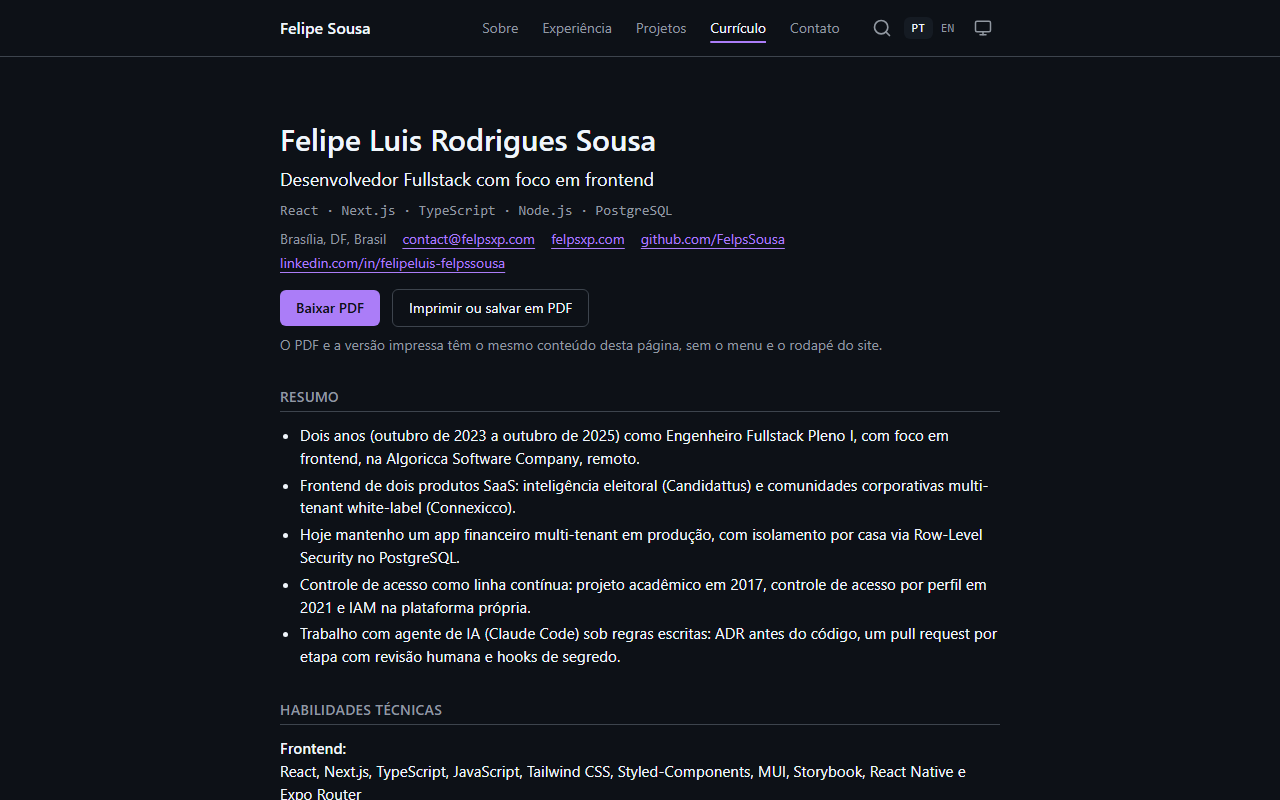 Felipe Sousa
Sobre
Experiência
Projetos
Currículo
Contato
PT
EN
Felipe Luis Rodrigues Sousa
Desenvolvedor Fullstack com foco em frontend
React · Next.js · TypeScript · Node.js · PostgreSQL
Brasília, DF, Brasil contact@felpsxp.com felpsxp.com github.com/FelpsSousa
linkedin.com/in/felipeluis-felpssousa
Baixar PDF
Imprimir ou salvar em PDF
O PDF e a versão impressa têm o mesmo conteúdo desta página, sem o menu e o rodapé do site.
RESUMO
• Dois anos (outubro de 2023 a outubro de 2025) como Engenheiro Fullstack Pleno I, com foco em
frontend, na Algoricca Software Company, remoto.
• Frontend de dois produtos SaaS: inteligência eleitoral (Candidattus) e comunidades corporativas multi-
tenant white-label (Connexicco).
• Hoje mantenho um app financeiro multi-tenant em produção, com isolamento por casa via Row-Level
Security no PostgreSQL.
• Controle de acesso como linha contínua: projeto acadêmico em 2017, controle de acesso por perfil em
2021 e IAM na plataforma própria.
• Trabalho com agente de IA (Claude Code) sob regras escritas: ADR antes do código, um pull request por
etapa com revisão humana e hooks de segredo.
HABILIDADES TÉCNICAS
Frontend:
React, Next.js, TypeScript, JavaScript, Tailwind CSS, Styled-Components, MUI, Storybook, React Native e
Expo Router